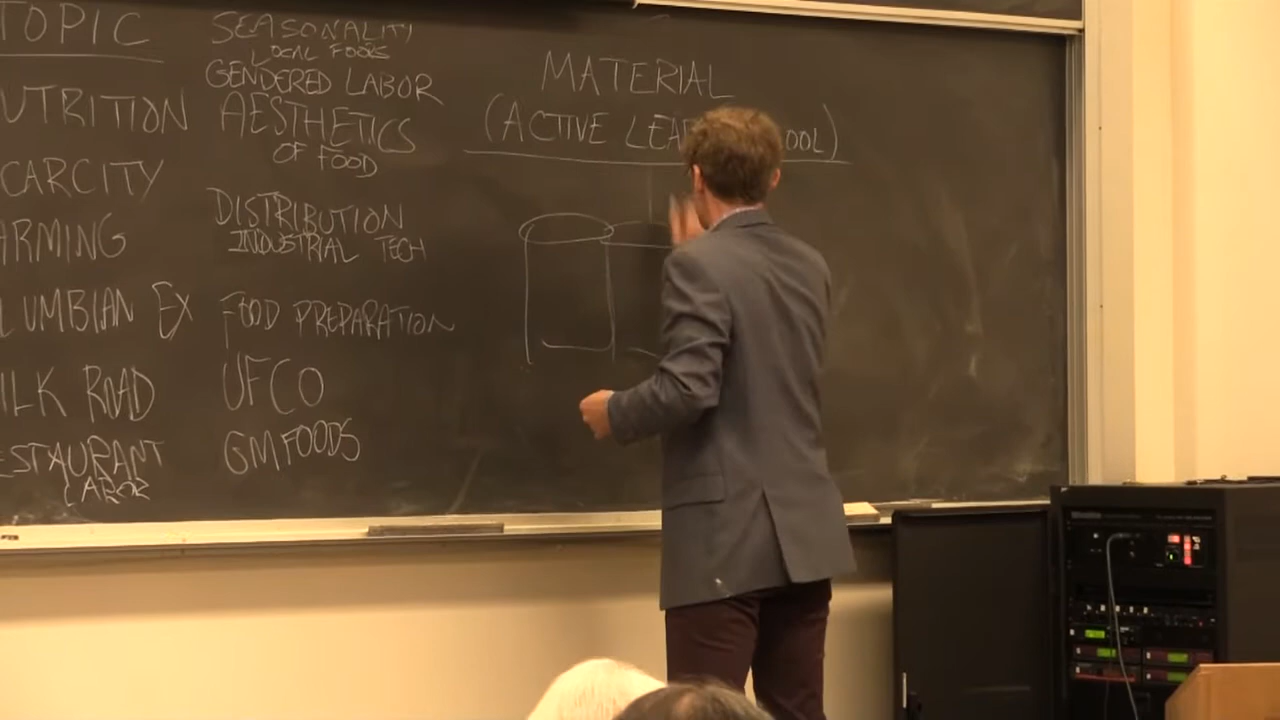 TOPIC
UTRITION
CARCITY
ARMING
LUMBIAN EX
ILK ROAD
ESTAURANT
LABOR
SEASONALITY
LOCAL FOODS
GENDERED LABOR
AESTHETICS
OF FOOD
DISTRIBUTION
INDUSTRIAL TECH
FOOD PREPARATION
UFCO
GM FOODS
MATERIAL
(ACTIVE LEA OOL)